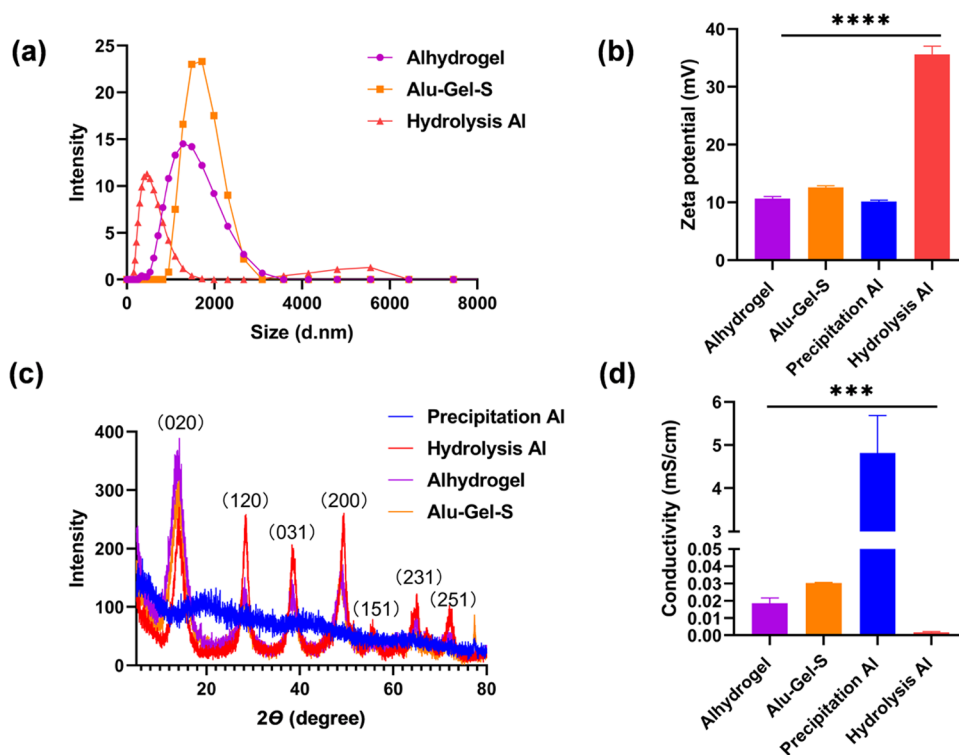 (a)
25
20
15
10
5
0
Intensity
0
2000
4000
6000
8000
Size (d.nm)
Alhydrogel
Alu-Gel-S
Hydrolysis Al
(b)
****
40
30
20
10
0
Zeta potential (mV)
Alhydrogel
Alu-Gel-S
Precipitation Al
Hydrolysis Al
(c)
400
300
200
100
0
Intensity
(020)
(120)
(031)
(200)
(151)
(231)
(251)
20
40
60
80
2Θ (degree)
Precipitation Al
Hydrolysis Al
Alhydrogel
Alu-Gel-S
(d)
***
6
5
4
3
0.05
0.04
0.03
0.02
0.01
0.00
Conductivity (mS/cm)
Alhydrogel
Alu-Gel-S
Precipitation Al
Hydrolysis Al